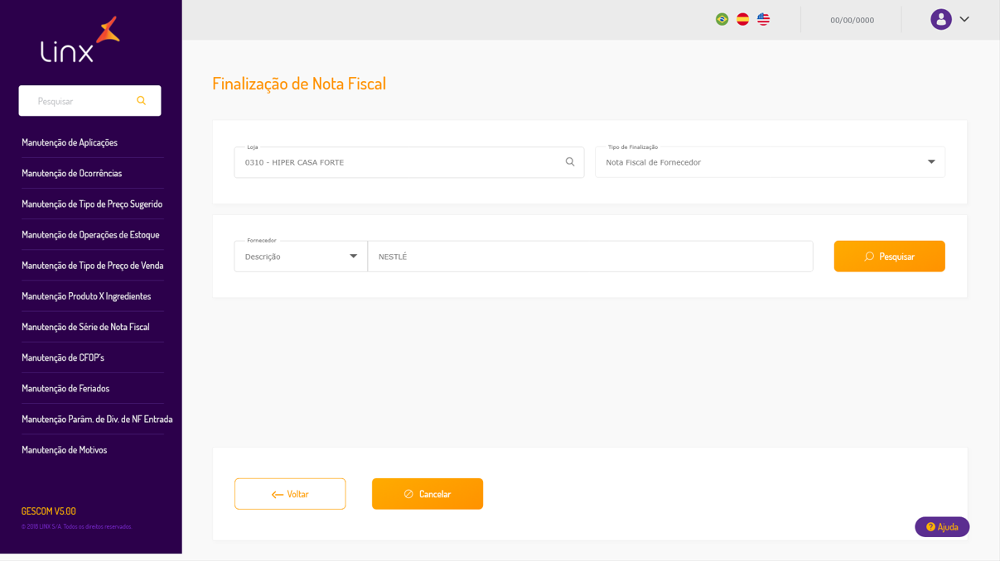 Linx
00/00/0000
Pesquisar
Manutenção de Aplicações
Manutenção de Ocorrências
Manutenção de Tipo de Preço Sugerido
Manutenção de Operações de Estoque
Manutenção de Tipo de Preço de Venda
Manutenção Produto X Ingredientes
Manutenção de Série de Nota Fiscal
Manutenção de CFOP's
Manutenção de Feriados
Manutenção Parâm. de Div. de NF Entrada
Manutenção de Motivos
GESCOM V5.00
© 2015 LINX S/A. Todos os direitos reservados.
Finalização de Nota Fiscal
Loja
0310 - HIPER CASA FORTE
Tipo de Finalização
Nota Fiscal de Fornecedor
Fornecedor
Descrição
NESTLÉ
Pesquisar
Voltar
Cancelar
Ajuda